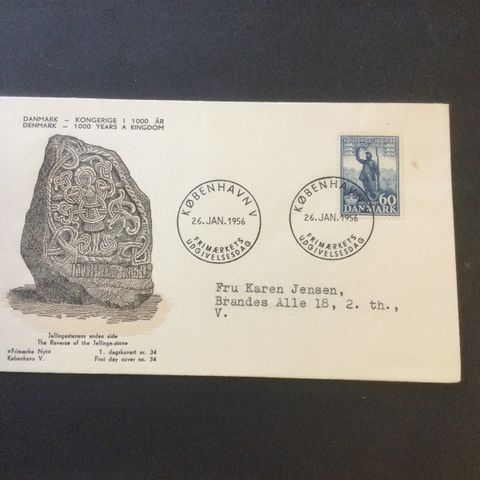 DANMARK – KONGERIGE I 1000 ÅR
DENMARK – 1000 YEARS A KINGDOM
KØBENHAVN V
26. JAN. 1956
FRIMÆRKETS
UDGIVELSESDAG
KØBENHAVN V
26. JAN. 1956
FRIMÆRKETS
UDGIVELSESDAG
60
DANMARK
Fru Karen Jensen,
Brandes Alle 18, 2. th.,
V.
Jellingestenens anden side
The Reverse of the Jellinge-stone
»Frimærke Nyt«
København V.
1. dagskuvert nr. 34
First day cover no. 34